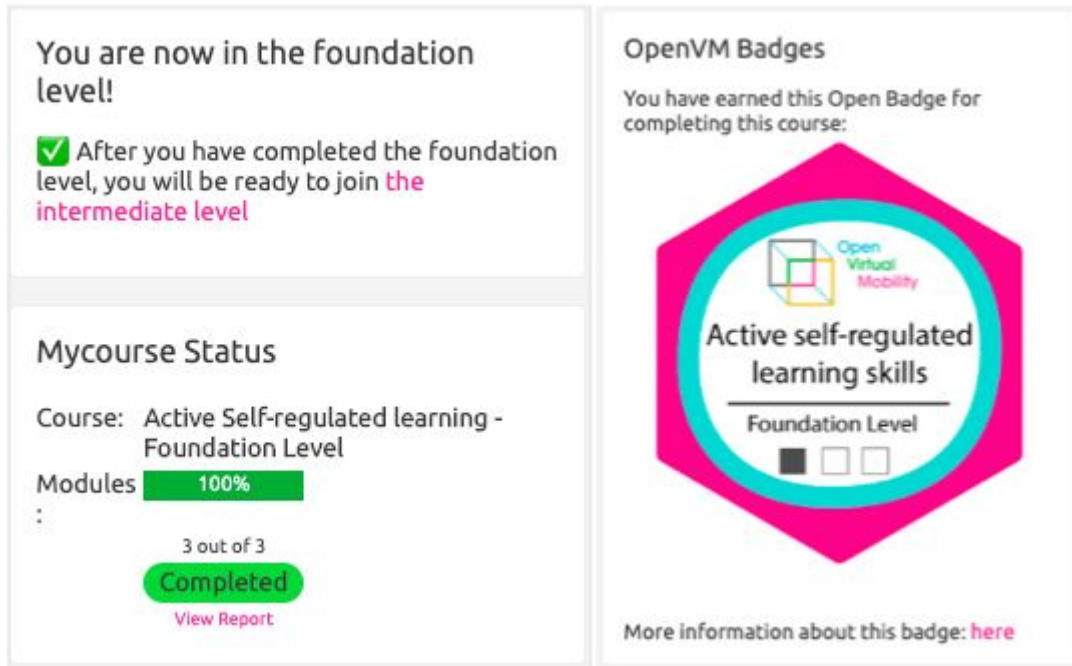 You are now in the foundation
level!
✅ After you have completed the foundation
level, you will be ready to join the
intermediate level
Mycourse Status
Course: Active Self-regulated learning -
Foundation Level
Modules 100%
:
3 out of 3
Completed
View Report
OpenVM Badges
You have earned this Open Badge for
completing this course:
Open
Virtual
Mobility
Active self-regulated
learning skills
Foundation Level
More information about this badge: here